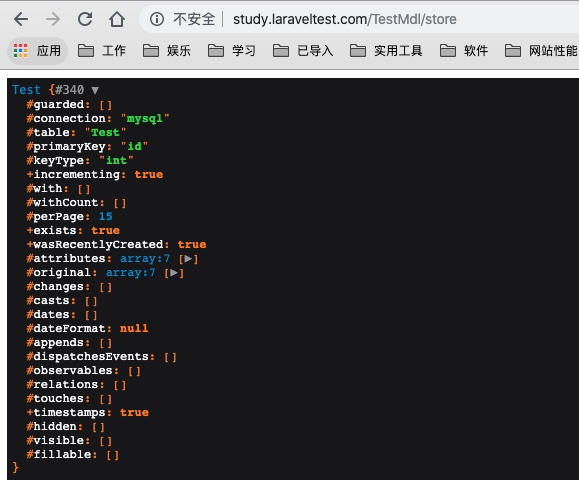 不安全 | study.laraveltest.com/TestMdl/store
应用 工作 娱乐 学习 已导入 实用工具 软件 网站性能
Test {#340 ▼
#guarded: []
#connection: "mysql"
#table: "Test"
#primaryKey: "id"
#keyType: "int"
+incrementing: true
#with: []
#withCount: []
#perPage: 15
+exists: true
+wasRecentlyCreated: true
#attributes: array:7 [▶]
#original: array:7 [▶]
#changes: []
#casts: []
#dates: []
#dateFormat: null
#appends: []
#dispatchesEvents: []
#observables: []
#relations: []
#touches: []
+timestamps: true
#hidden: []
#visible: []
#fillable: []
}